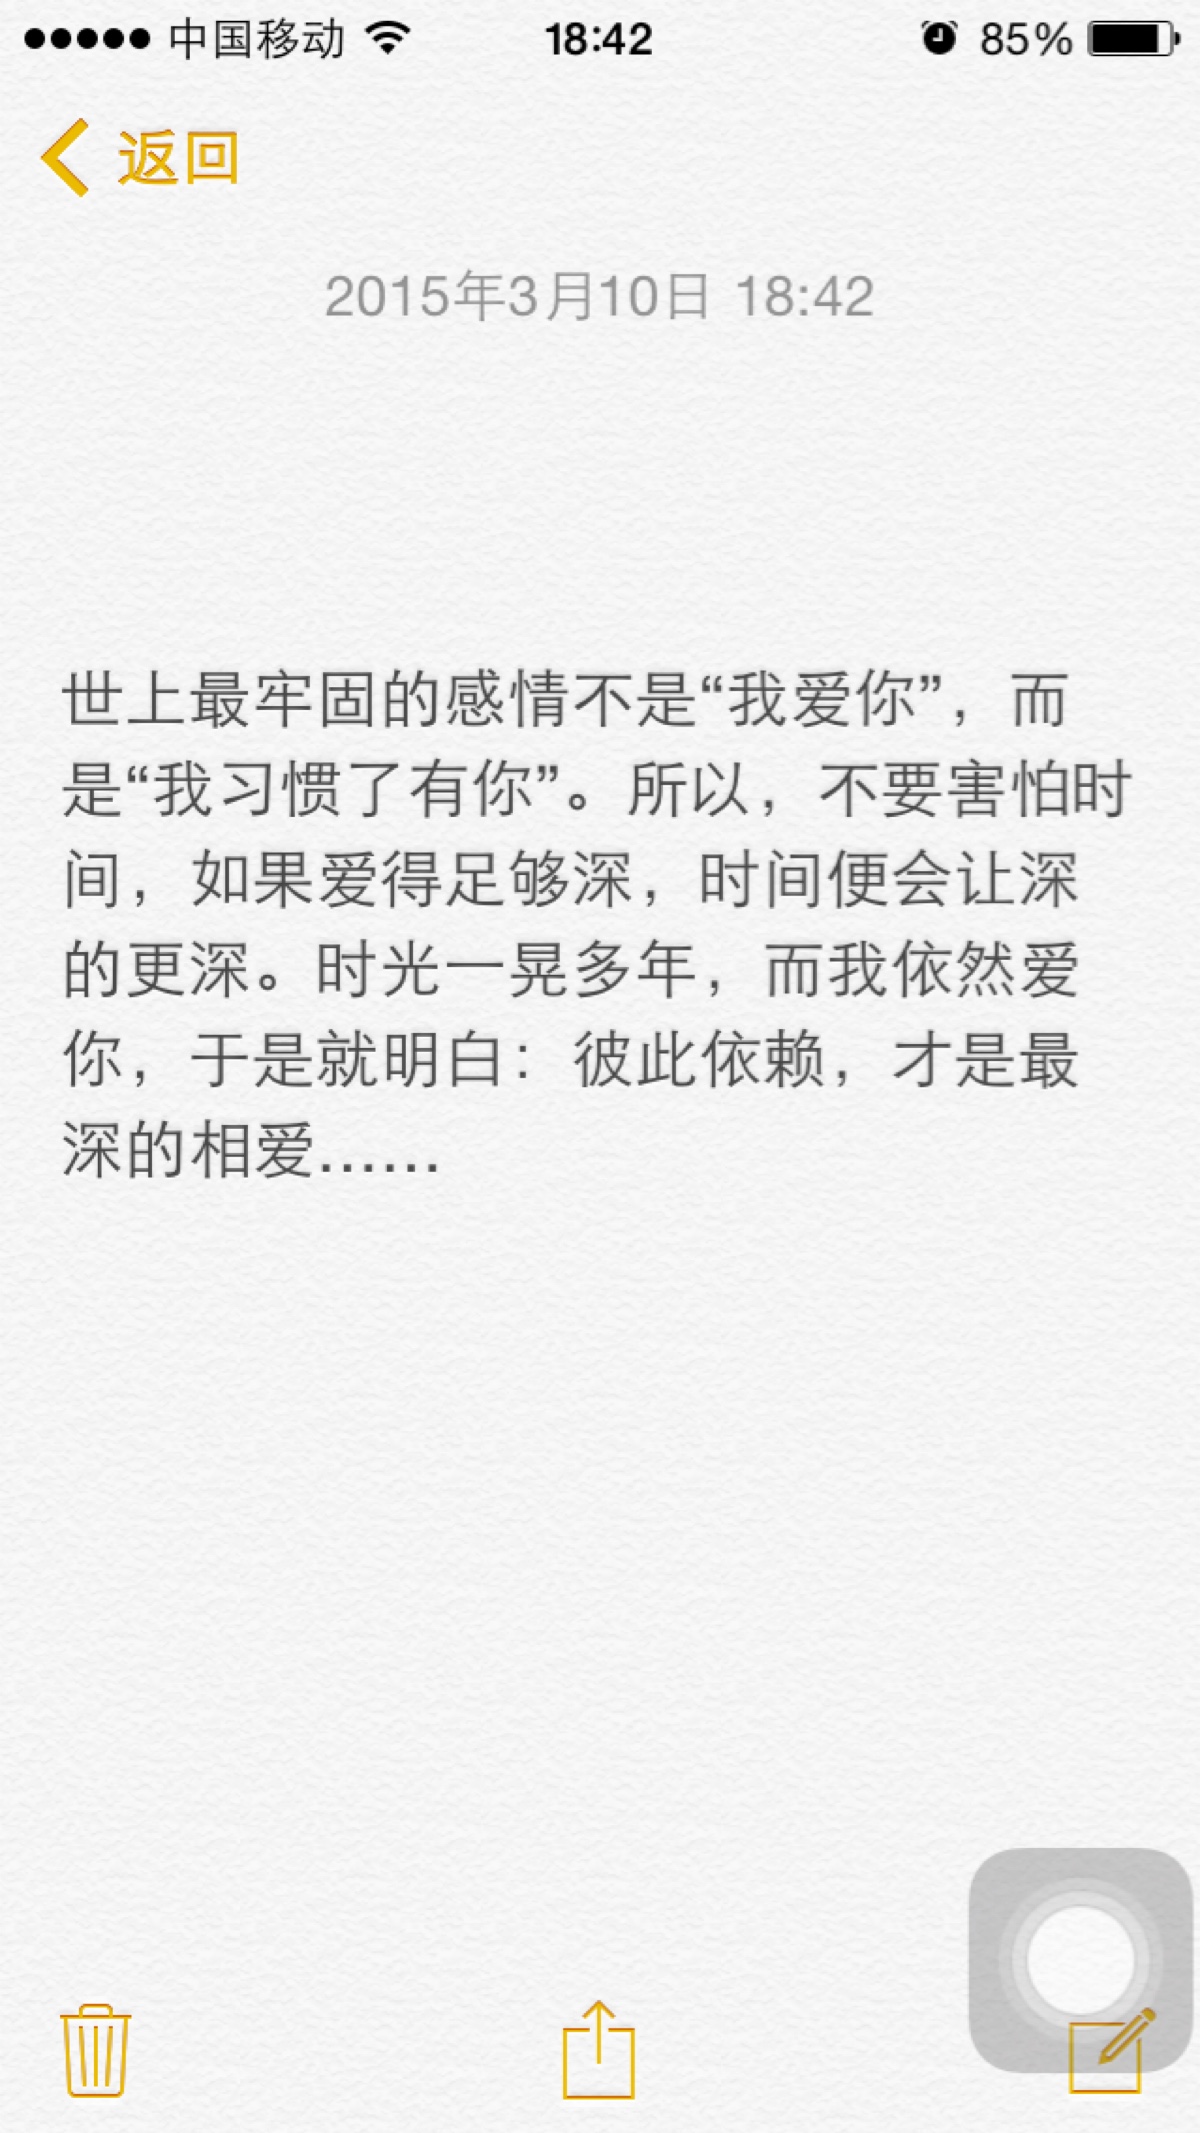 中国移动 18:42 85%
返回
2015年3月10日 18:42
世上最牢固的感情不是“我爱你”，而
是“我习惯了有你”。所以，不要害怕时
间，如果爱得足够深，时间便会让深
的更深。时光一晃多年，而我依然爱
你，于是就明白：彼此依赖，才是最
深的相爱……